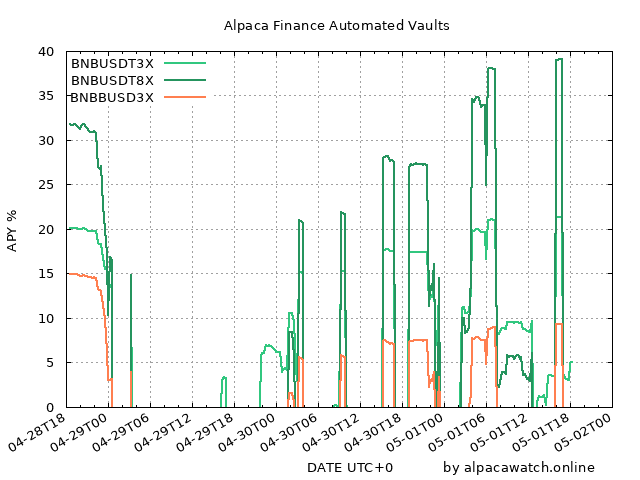 Alpaca Finance Automated Vaults
BNBUSDT3X
BNBUSDT8X
BNBBUSD3X
APY %
40
35
30
25
20
15
10
5
0
04-28T18
04-29T00
04-29T06
04-29T12
04-29T18
04-30T00
04-30T06
04-30T12
04-30T18
05-01T00
05-01T06
05-01T12
05-01T18
05-02T00
DATE UTC+0
by alpacawatch.online